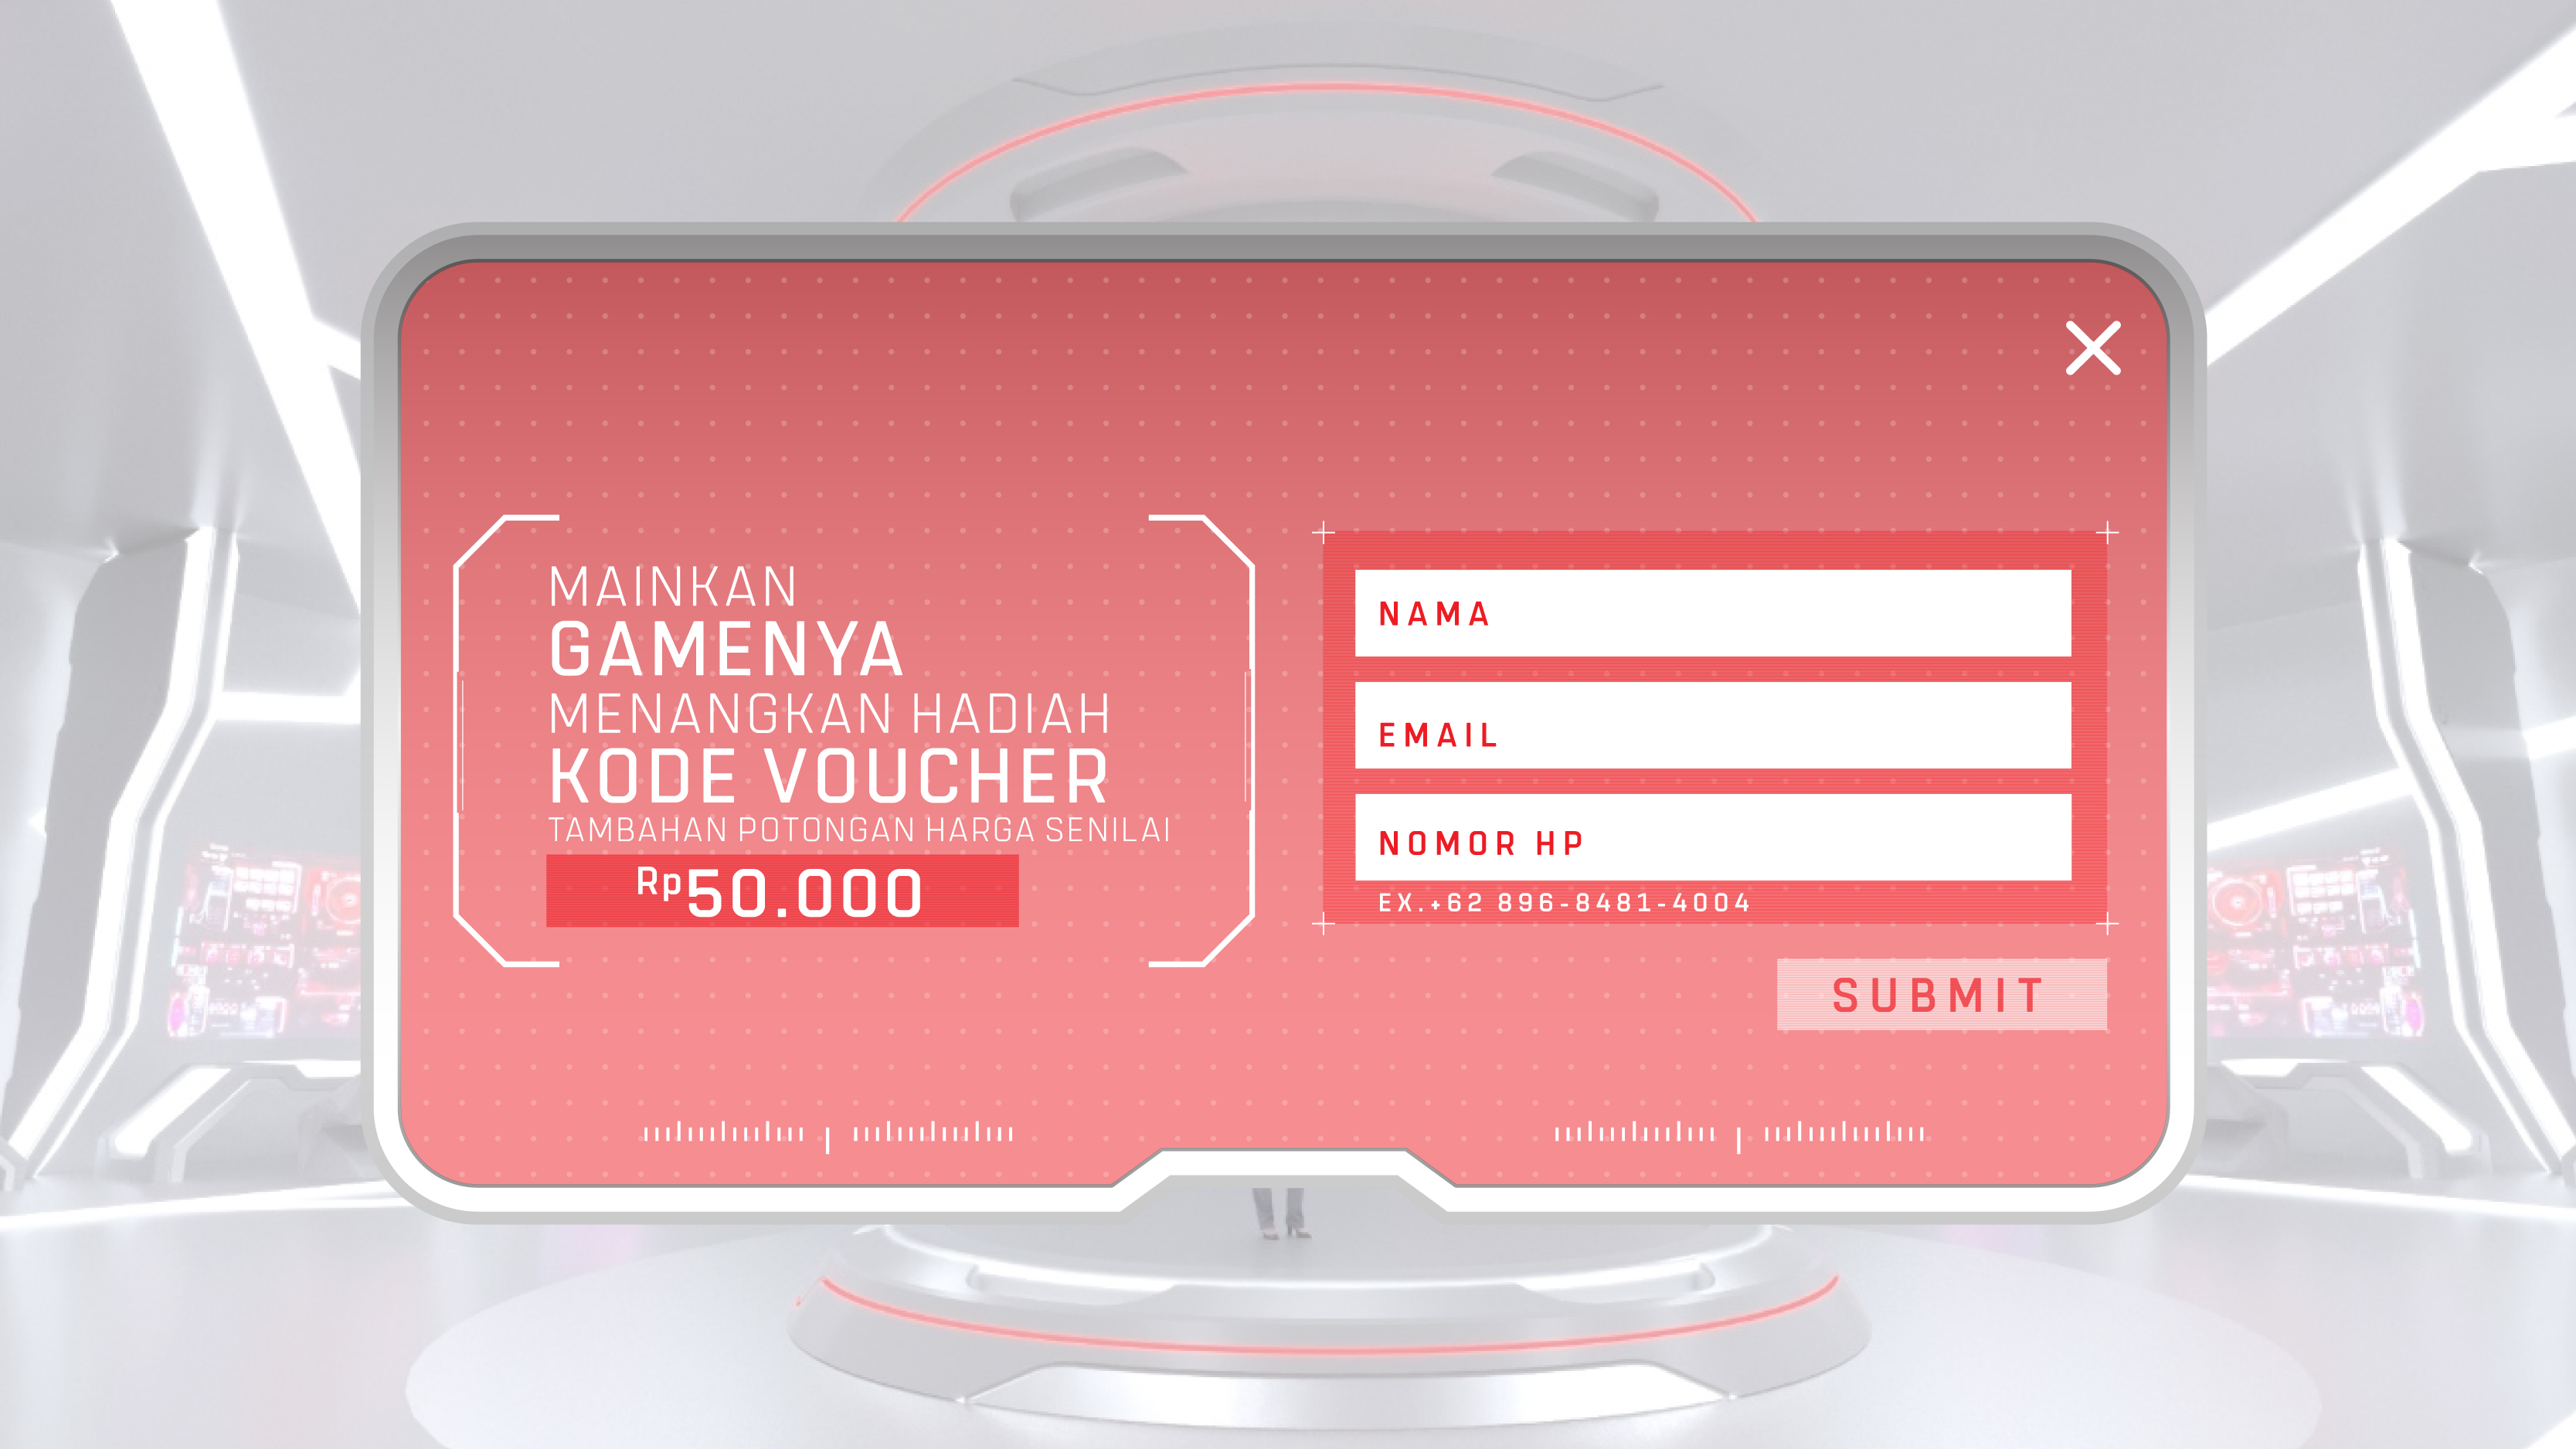 MAINKAN
GAMENYA
MENANGKAN HADIAH
KODE VOUCHER
TAMBAHAN POTONGAN HARGA SENILAI
Rp50.000
NAMA
EMAIL
NOMOR HP
EX.+62 896-8481-4004
SUBMIT